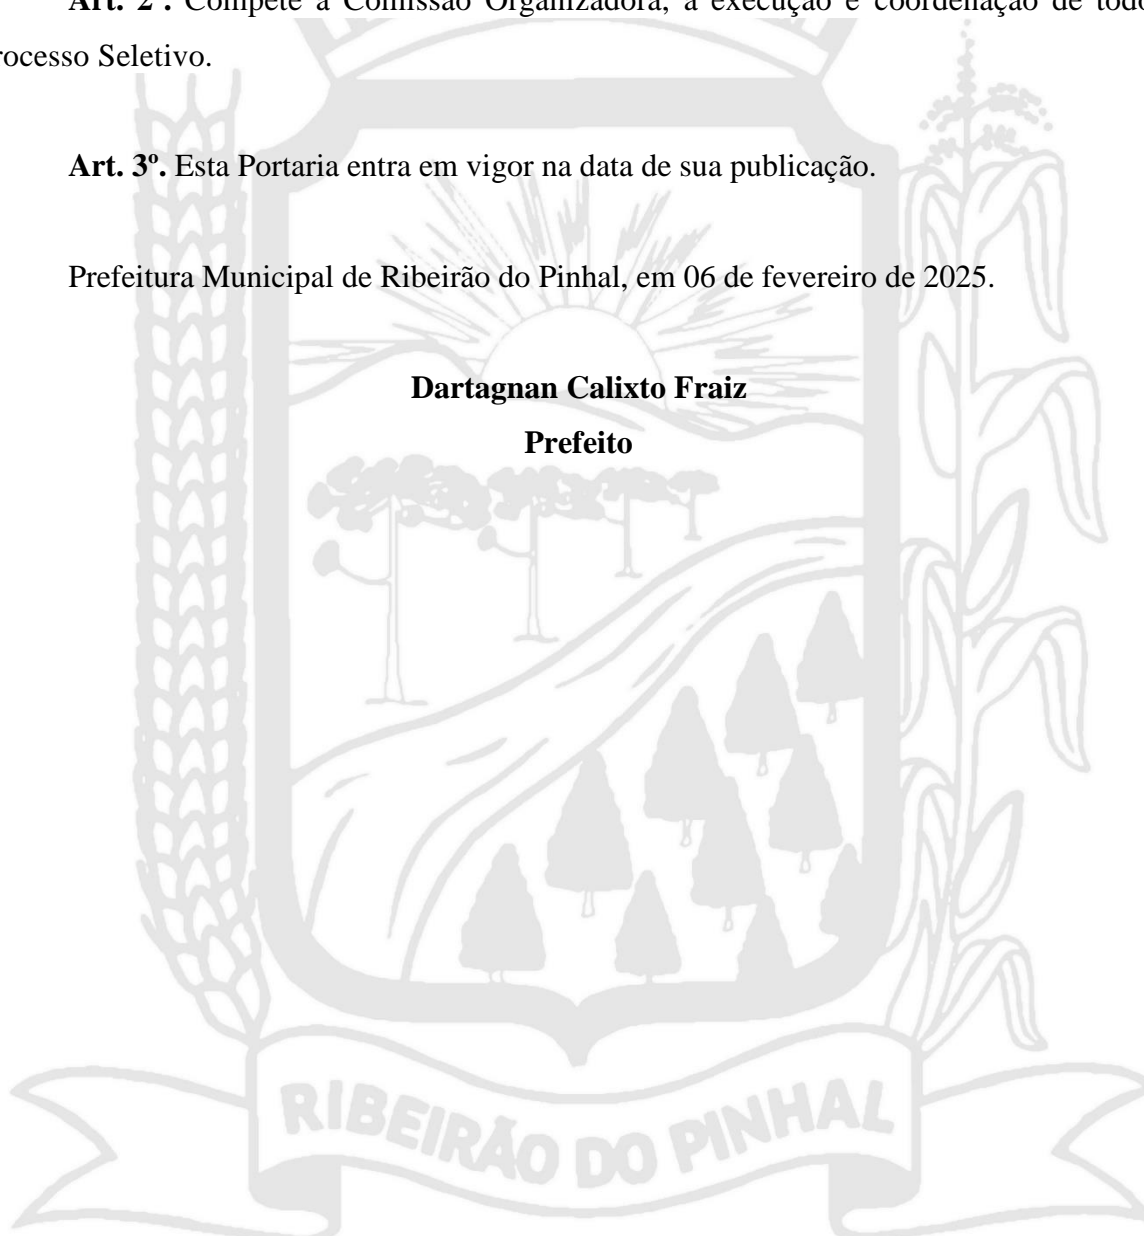 Art. 2º. Compete à Comissão Organizadora, a execução e coordenação de todo
rocesso Seletivo.
Art. 3º. Esta Portaria entra em vigor na data de sua publicação.
Prefeitura Municipal de Ribeirão do Pinhal, em 06 de fevereiro de 2025.
Dartagnan Calixto Fraiz
Prefeito
RIBEIRÃO DO PINHAL